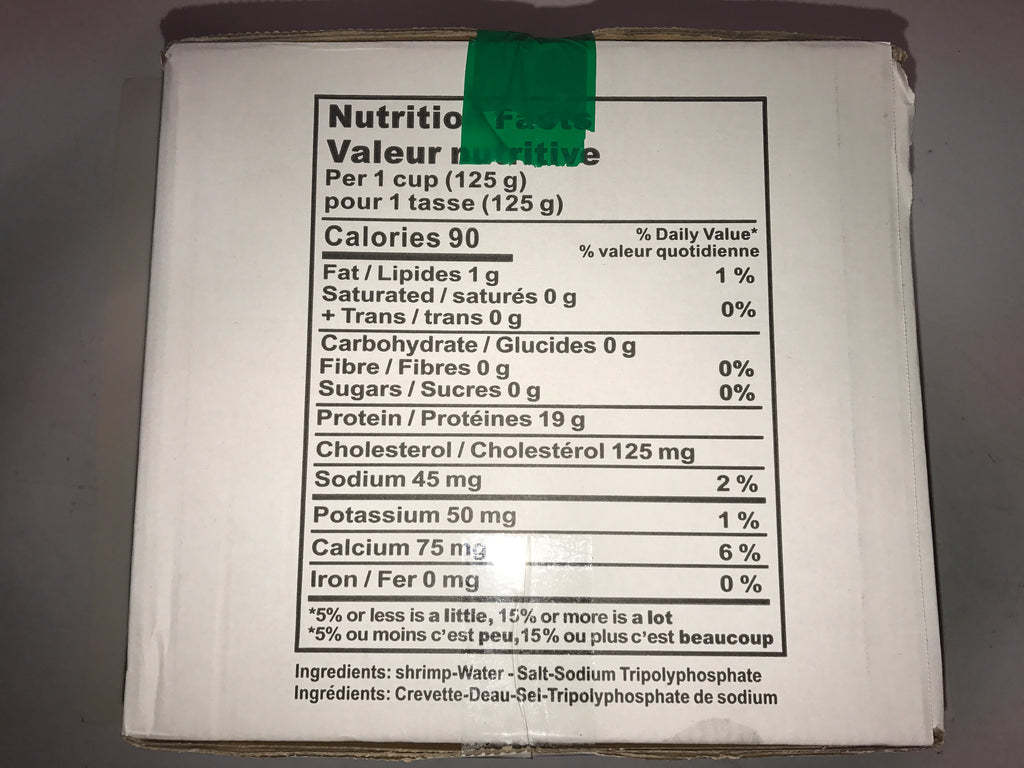 Nutrition Facts
Valeur nutritive
Per 1 cup (125 g)
pour 1 tasse (125 g)
Calories 90
% Daily Value*
% valeur quotidienne
Fat / Lipides 1 g 1 %
Saturated / saturés 0 g
+ Trans / trans 0 g 0%
Carbohydrate / Glucides 0 g
Fibre / Fibres 0 g 0%
Sugars / Sucres 0 g 0%
Protein / Protéines 19 g
Cholesterol / Cholestérol 125 mg
Sodium 45 mg 2 %
Potassium 50 mg 1 %
Calcium 75 mg 6 %
Iron / Fer 0 mg 0 %
*5% or less is a little, 15% or more is a lot
*5% ou moins c'est peu,15% ou plus c'est beaucoup
Ingredients: shrimp-Water - Salt-Sodium Tripolyphosphate
Ingrédients: Crevette-Deau-Sei-Tripolyphosphate de sodium